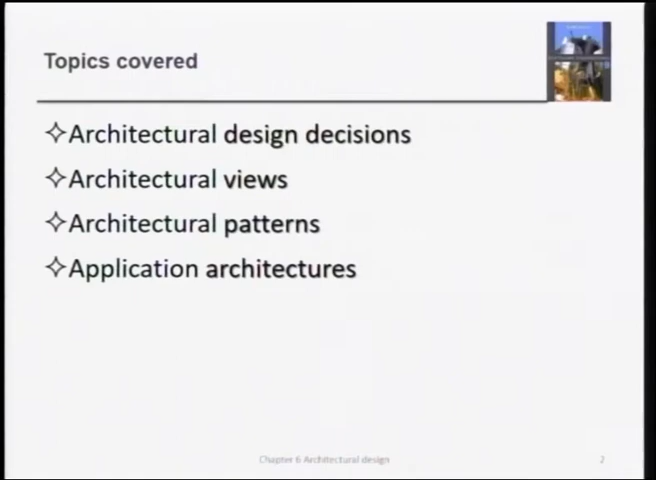 Topics covered
Architectural design decisions
Architectural views
Architectural patterns
Application architectures
Chapter 6 Architectural design
2